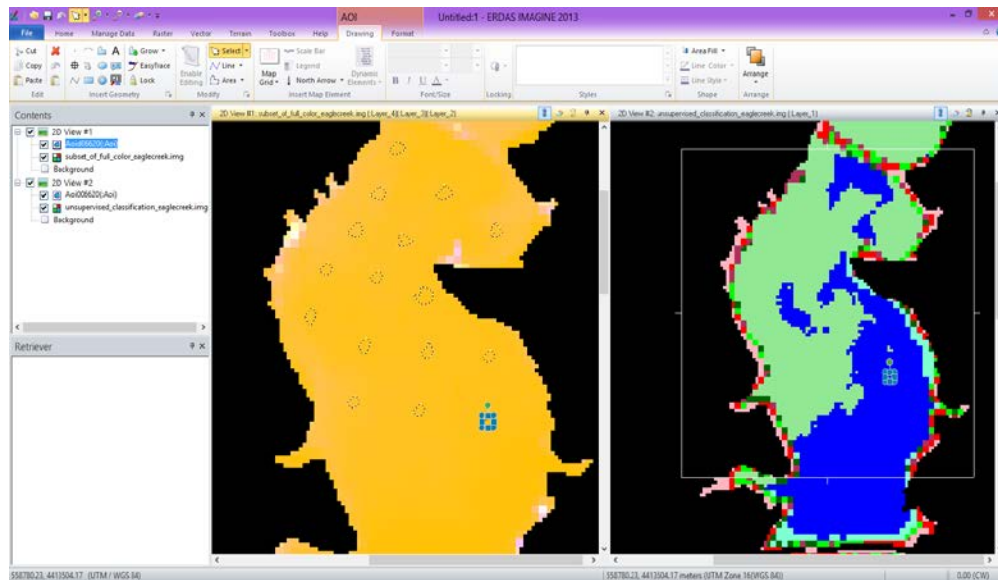 AOI
Untitled:1 - ERDAS IMAGINE 2013
File Home Manage Data Raster Vector Terrain Toolbox Help Drawing Format
Cut Grow Select Scale Bar Area Fill
Copy Easytrace Enable Editing Line Map Grid Legend Dynamic Elements Line Color Arrange
Paste Lock Area North Arrow B I U A Line Style
Edit Insert Geometry Modify Insert Map Element Font/Size Locking Styles Shape Arrange
Contents
2D View #1: subset_of_full_color_eaglecreek.img (:Layer_4)(:Layer_3)(:Layer_2)
2D View #2: unsupervised_classification_eaglecreek.img (:Layer_1)
2D View #1
subset_of_full_color_eaglecreek.img
Background
2D View #2
unsupervised_classification_eaglecreek.img
Background
Retriever
558780.23, 4413504.17 (UTM / WGS 84)
558780.23, 4413504.17 meters (UTM Zone 16(WGS 84))
0.00 (CW)